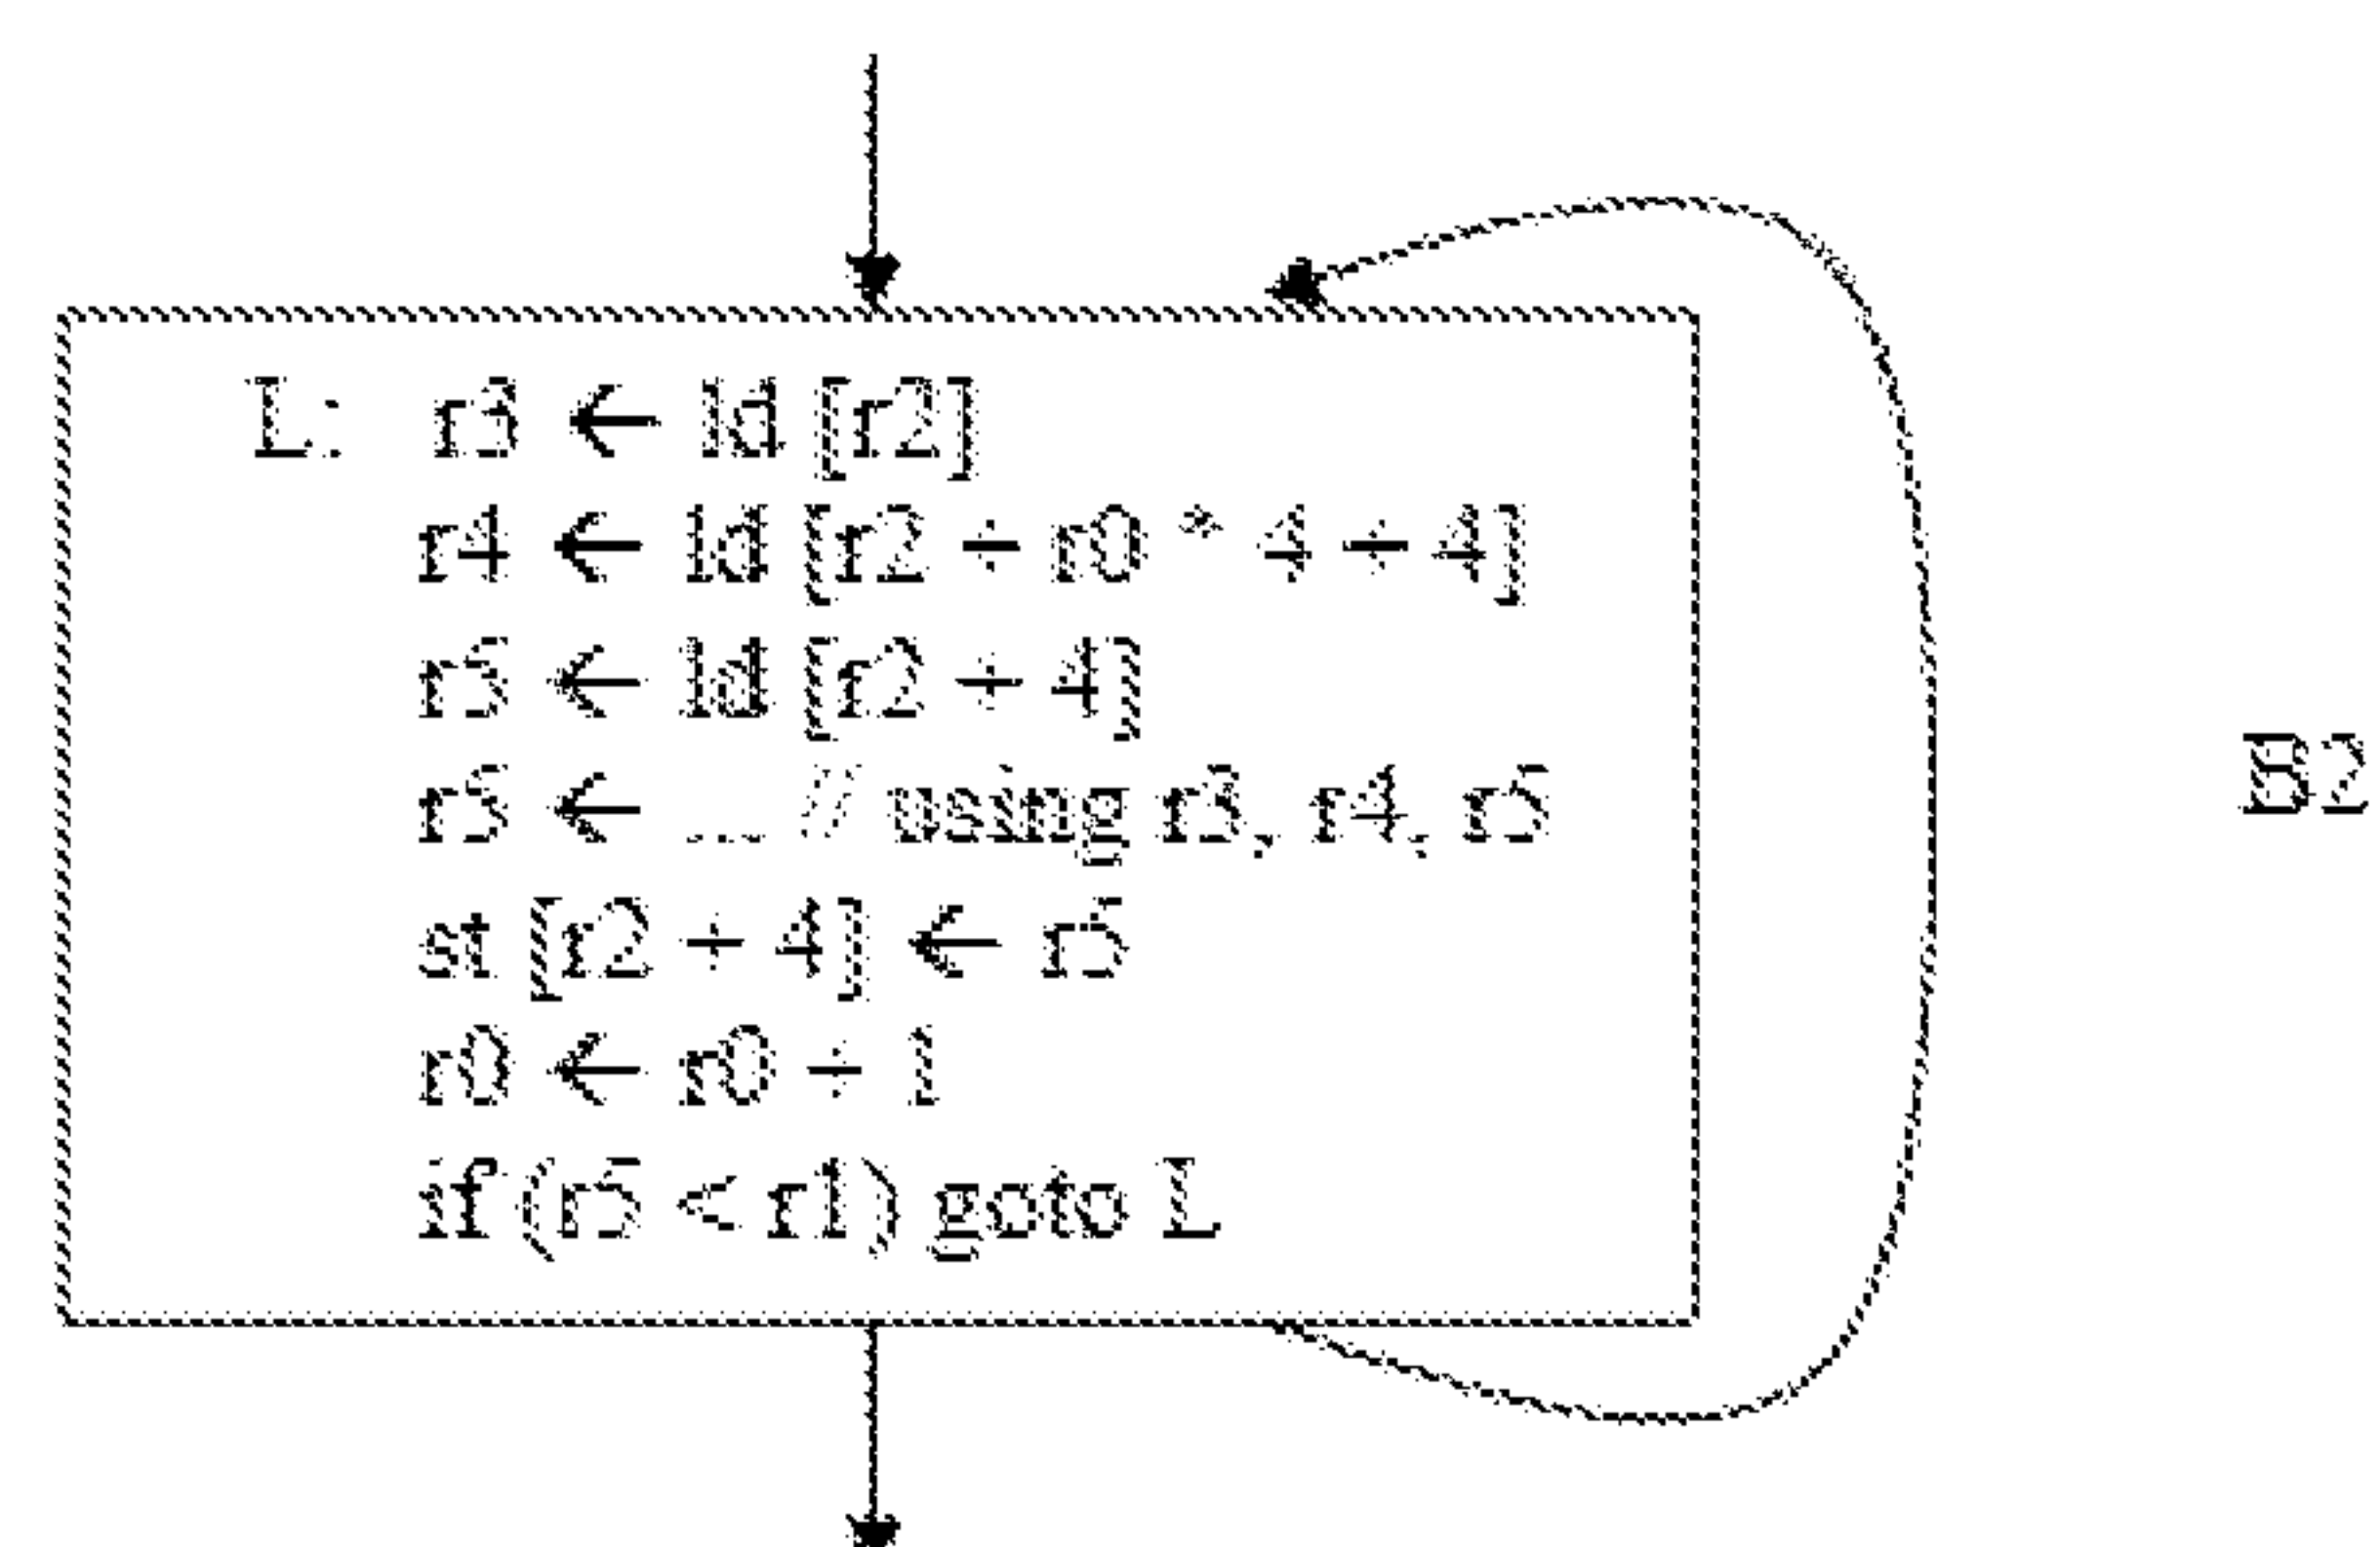 L: r3 ← ld [r2]
r4 ← ld [r2 + r0 * 4 + 4]
r5 ← ld [r2 + 4]
r5 ← ... // using r3, r4, r5
st [r2 + 4] ← r5
r0 ← r0 + 1
if (r5 < r1) goto L
B2